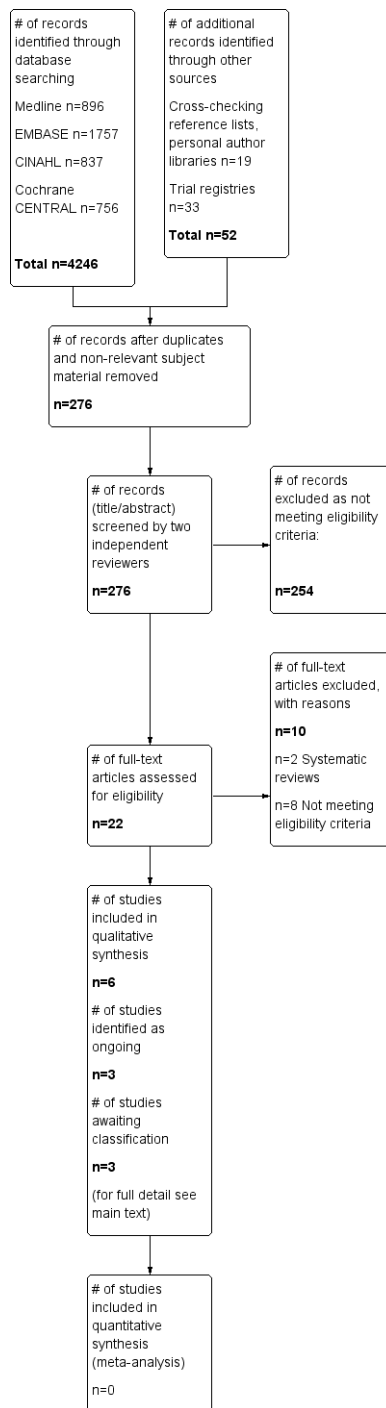 # of records
identified through
database
searching
Medline n=896
EMBASE n=1757
CINAHL n=837
Cochrane
CENTRAL n=756
Total n=4246
# of additional
records identified
through other
sources
Cross-checking
reference lists,
personal author
libraries n=19
Trial registries
n=33
Total n=52
# of records after duplicates
and non-relevant subject
material removed
n=276
# of records
(title/abstract)
screened by two
independent
reviewers
n=276
# of records
excluded as not
meeting eligibility
criteria:
n=254
# of full-text
articles assessed
for eligibility
n=22
# of full-text
articles excluded,
with reasons
n=10
n=2 Systematic
reviews
n=8 Not meeting
eligibility criteria
# of studies
included in
qualitative
synthesis
n=6
# of studies
identified as
ongoing
n=3
# of studies
awaiting
classification
n=3
(for full detail see
main text)
# of studies
included in
quantitative
synthesis
(meta-analysis)
n=0